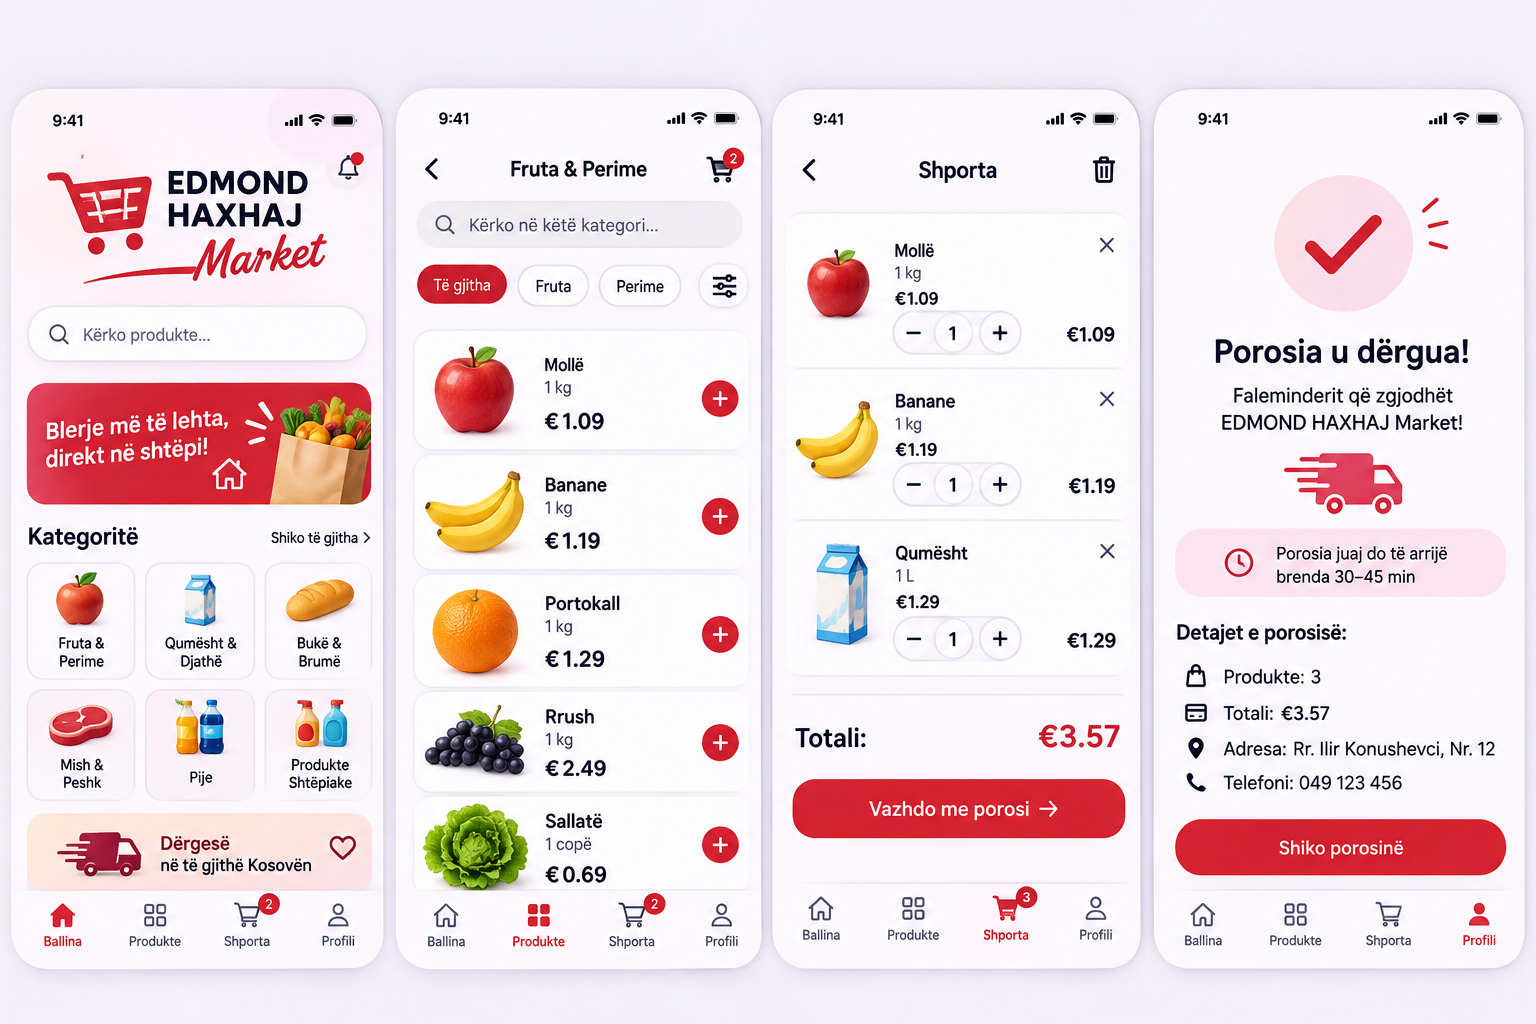 9:41
EDMOND
HAXHAJ
Market
Kërko produkte...
Blerje më të lehta,
direkt në shtëpi!
Kategoritë
Shiko të gjitha
Fruta &
Perime
Qumësht &
Djathë
Bukë &
Brumë
Mish &
Peshk
Pije
Produkte
Shtëpiake
Dërgesë
në të gjithë Kosovën
2
Ballina
Produkte
Shporta
Profili
9:41
Fruta & Perime
2
Kërko në këtë kategori...
Të gjitha
Fruta
Perime
Mollë
1 kg
€1.09
Banane
1 kg
€1.19
Portokall
1 kg
€1.29
Rrush
1 kg
€2.49
Sallatë
1 copë
€0.69
2
Ballina
Produkte
Shporta
Profili
9:41
Shporta
Mollë
1 kg
€1.09
1
€1.09
Banane
1 kg
€1.19
1
€1.19
Qumësht
1 L
€1.29
1
€1.29
Totali:
€3.57
Vazhdo me porosi →
3
Ballina
Produkte
Shporta
Profili
9:41
Porosia u dërgua!
Faleminderit që zgjodhët
EDMOND HAXHAJ Market!
Porosia juaj do të arrijë
brenda 30–45 min
Detajet e porosisë:
Produkte: 3
Totali: €3.57
Adresa: Rr. Ilir Konushevci, Nr. 12
Telefoni: 049 123 456
Shiko porosinë
Ballina
Produkte
Shporta
Profili